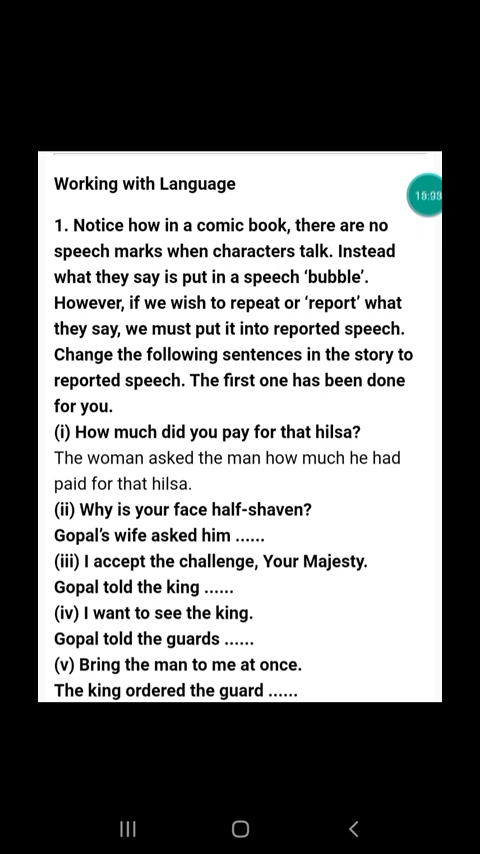 Working with Language
1. Notice how in a comic book, there are no
speech marks when characters talk. Instead
what they say is put in a speech ‘bubble’.
However, if we wish to repeat or ‘report’ what
they say, we must put it into reported speech.
Change the following sentences in the story to
reported speech. The first one has been done
for you.
(i) How much did you pay for that hilsa?
The woman asked the man how much he had
paid for that hilsa.
(ii) Why is your face half-shaven?
Gopal’s wife asked him ......
(iii) I accept the challenge, Your Majesty.
Gopal told the king ......
(iv) I want to see the king.
Gopal told the guards ......
(v) Bring the man to me at once.
The king ordered the guard ......